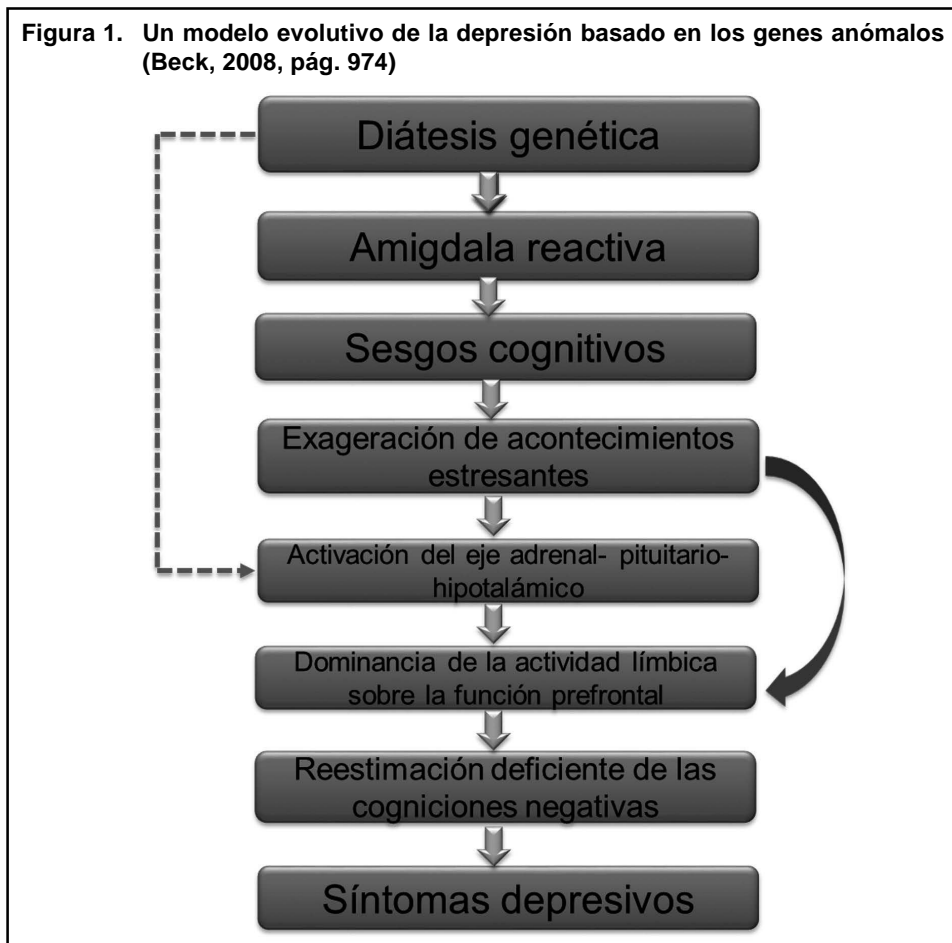 Figura 1. Un modelo evolutivo de la depresión basado en los genes anómalos
(Beck, 2008, pág. 974)
Diátesis genética
Amigdala reactiva
Sesgos cognitivos
Exageración de acontecimientos
estresantes
Activación del eje adrenal- pituitario-
hipotalámico
Dominancia de la actividad límbica
sobre la función prefrontal
Reestimación deficiente de las
cogniciones negativas
Síntomas depresivos